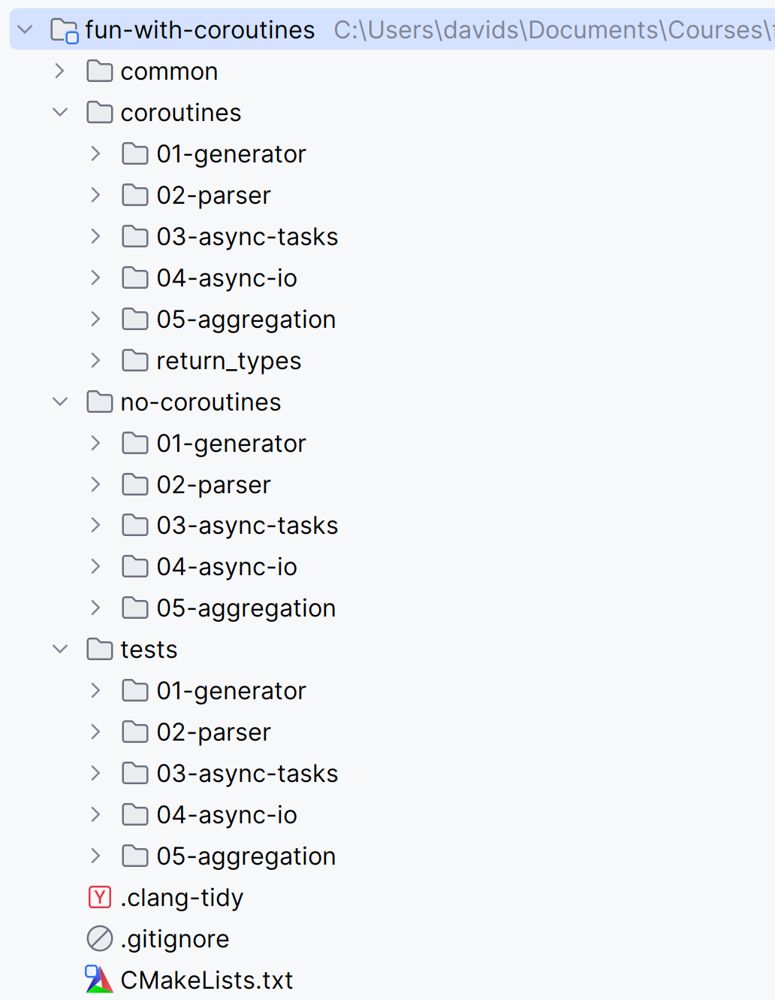 fun-with-coroutines C:\Users\davids\Documents\Courses\
common
coroutines
01-generator
02-parser
03-async-tasks
04-async-io
05-aggregation
return_types
no-coroutines
01-generator
02-parser
03-async-tasks
04-async-io
05-aggregation
tests
01-generator
02-parser
03-async-tasks
04-async-io
05-aggregation
.clang-tidy
.gitignore
CMakeLists.txt